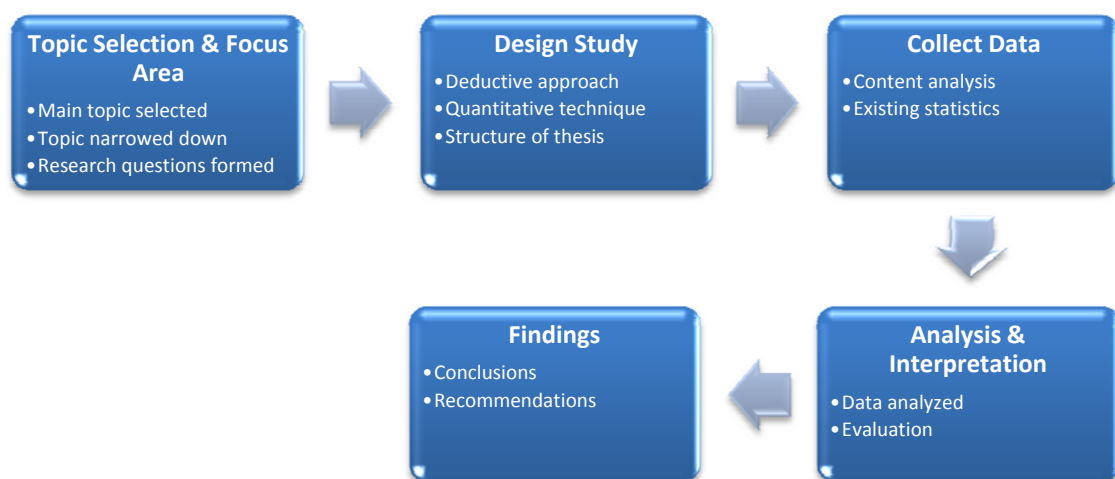 Topic Selection & Focus
Area
•Main topic selected
•Topic narrowed down
•Research questions formed
Design Study
•Deductive approach
•Quantitative technique
•Structure of thesis
Collect Data
•Content analysis
•Existing statistics
Analysis &
Interpretation
•Data analyzed
•Evaluation
Findings
•Conclusions
•Recommendations